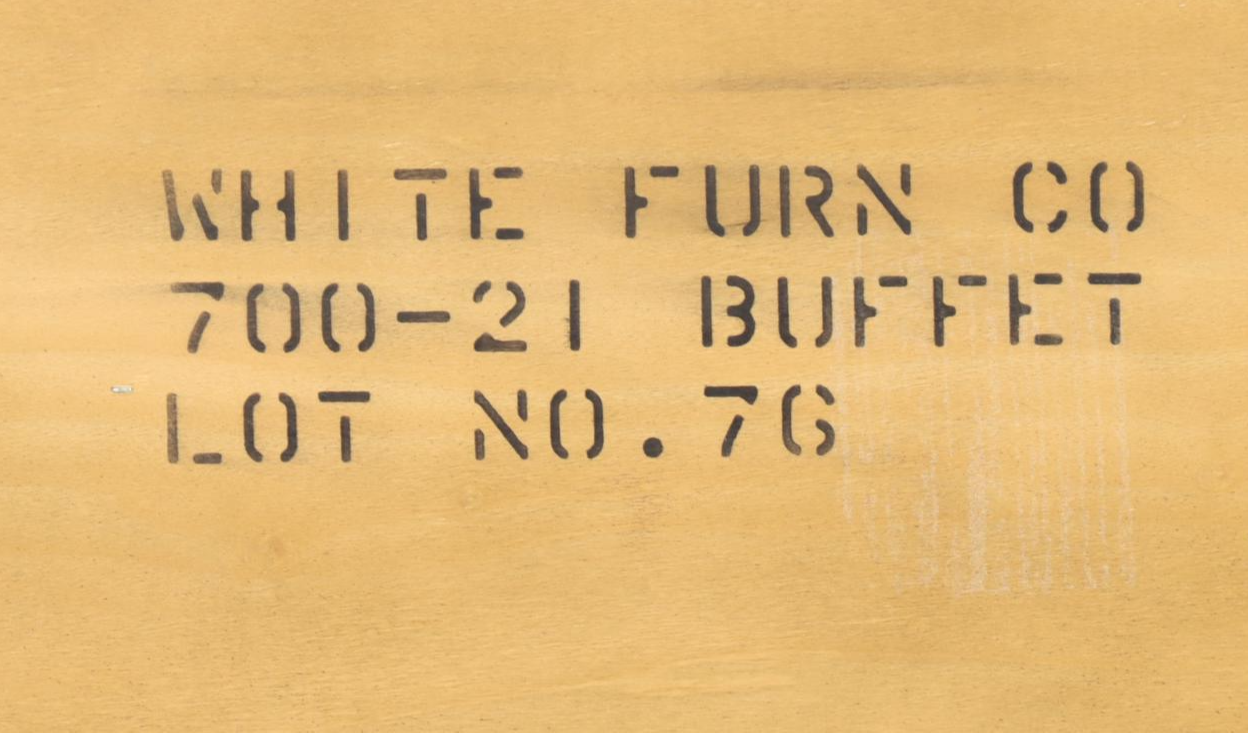 WHITE FURN CO
700-21 BUFFET
LOT NO.76